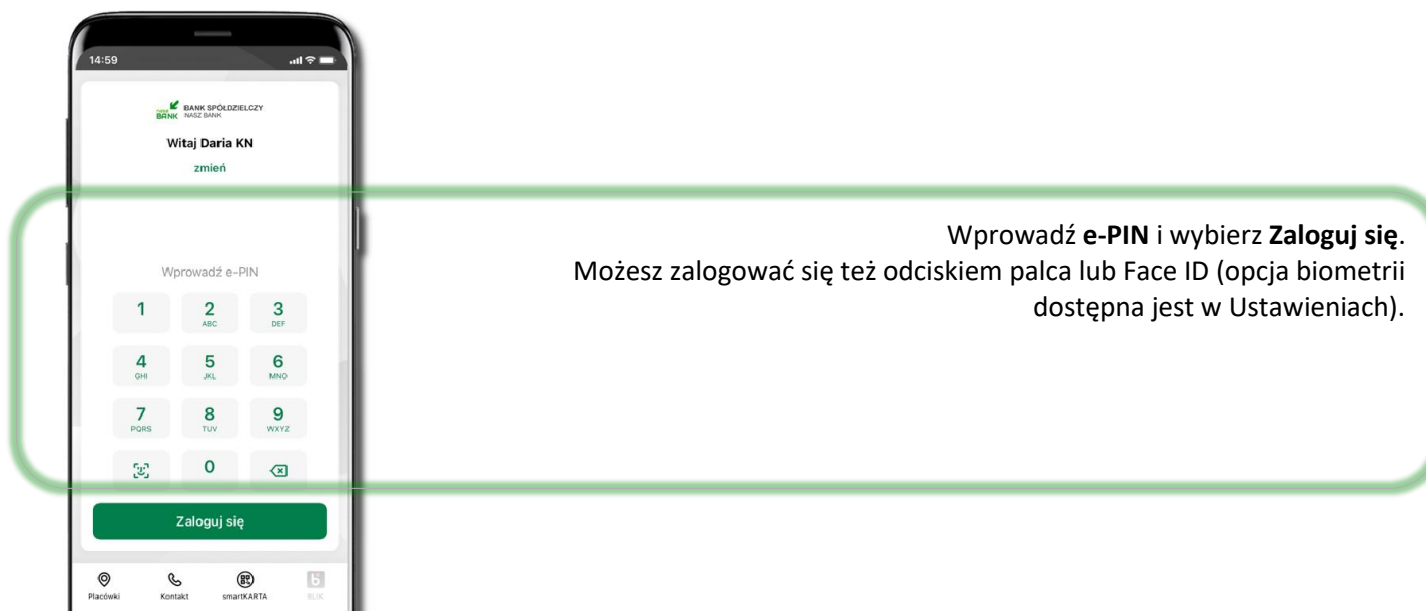 14:59
NASZ BANK
BANK SPÓŁDZIELCZY
NASZ BANK
Witaj Daria KN
zmień
Wprowadź e-PIN i wybierz Zaloguj się.
Możesz zalogować się też odciskiem palca lub Face ID (opcja biometrii
dostępna jest w Ustawieniach).
Wprowadź e-PIN
1 2 3
ABC DEF
4 5 6
GHI JKL MNO
7 8 9
PQRS TUV WXYZ
0
Zaloguj się
Placówki Kontakt smartKARTA BLIK